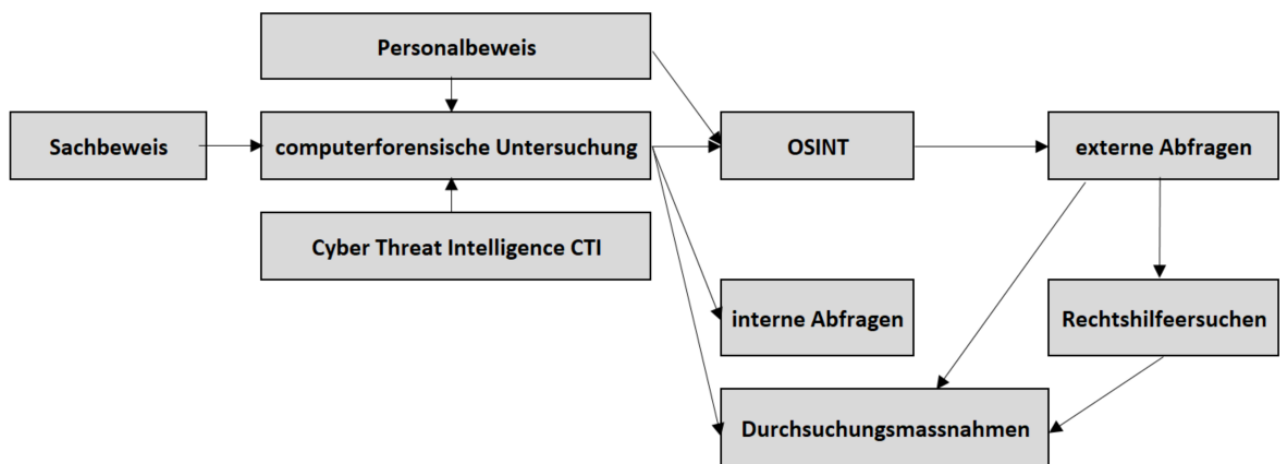 Personalbeweis
Sachbeweis
computerforensische Untersuchung
OSINT
externe Abfragen
Cyber Threat Intelligence CTI
interne Abfragen
Rechtshilfeersuchen
Durchsuchungsmassnahmen